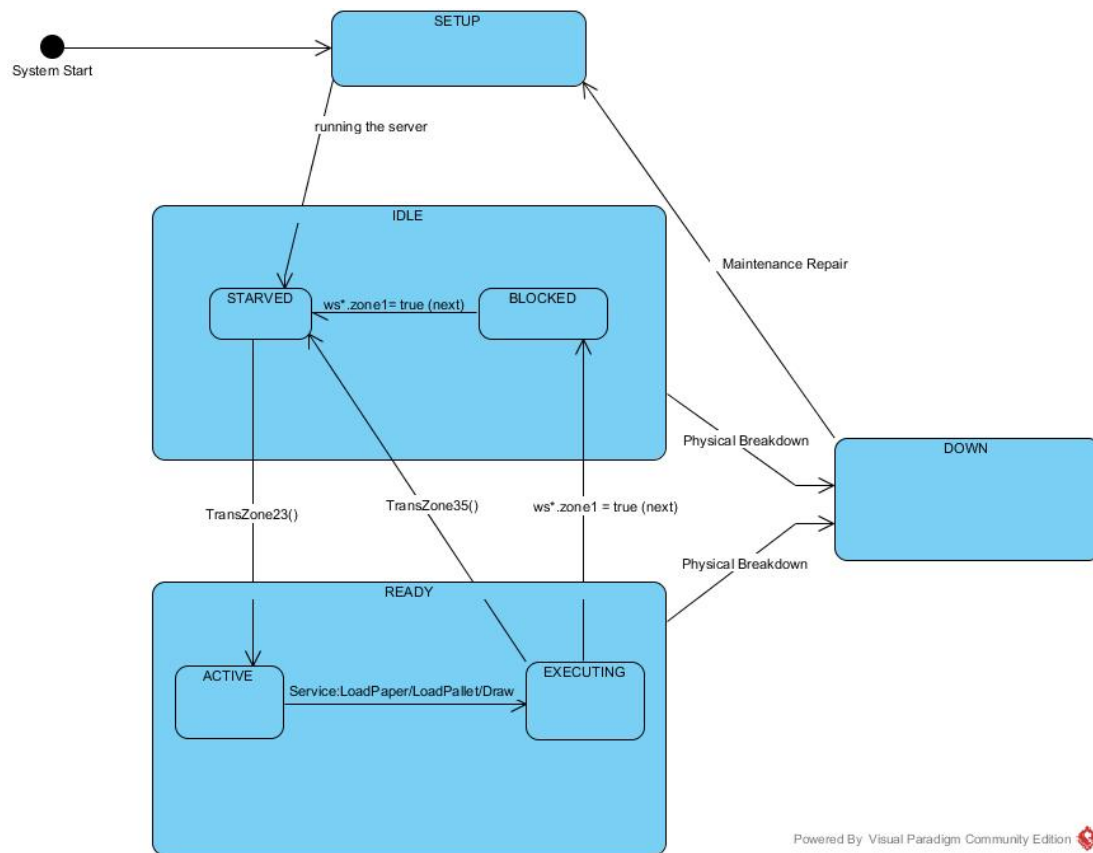 SETUP
System Start
running the server
IDLE
Maintenance Repair
STARVED
BLOCKED
ws*.zone1= true (next)
Physical Breakdown
DOWN
TransZone23()
TransZone35()
ws*.zone1 = true (next)
Physical Breakdown
READY
ACTIVE
EXECUTING
Service:LoadPaper/LoadPallet/Draw
Powered By Visual Paradigm Community Edition